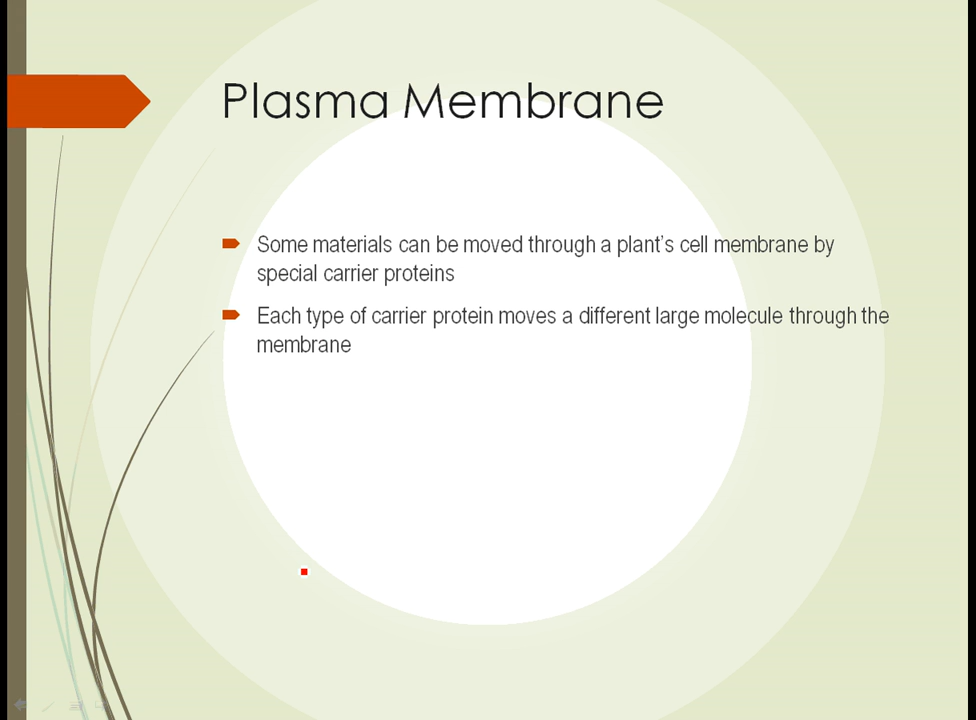 Plasma Membrane
Some materials can be moved through a plant’s cell membrane by
special carrier proteins
Each type of carrier protein moves a different large molecule through the
membrane